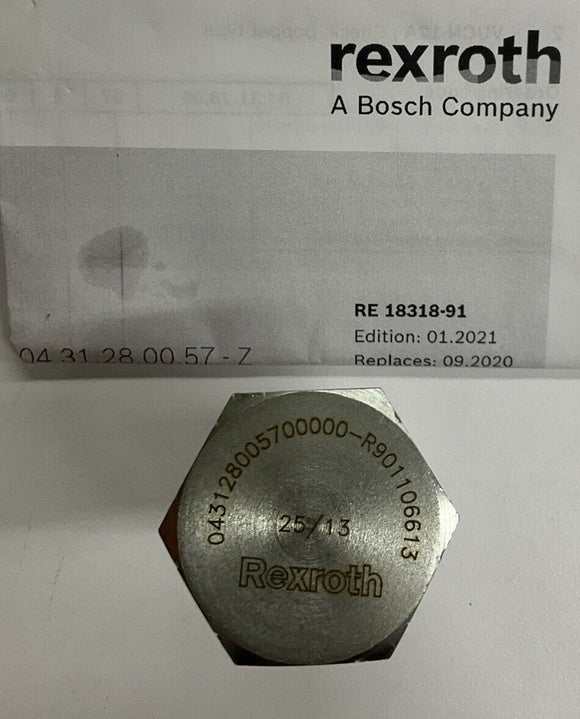 rexroth
A Bosch Company
RE 18318-91
Edition: 01.2021
Replaces: 09.2020
04.31.28.00.57 - Z
043128005700000-R901106613
25/13
Rexroth